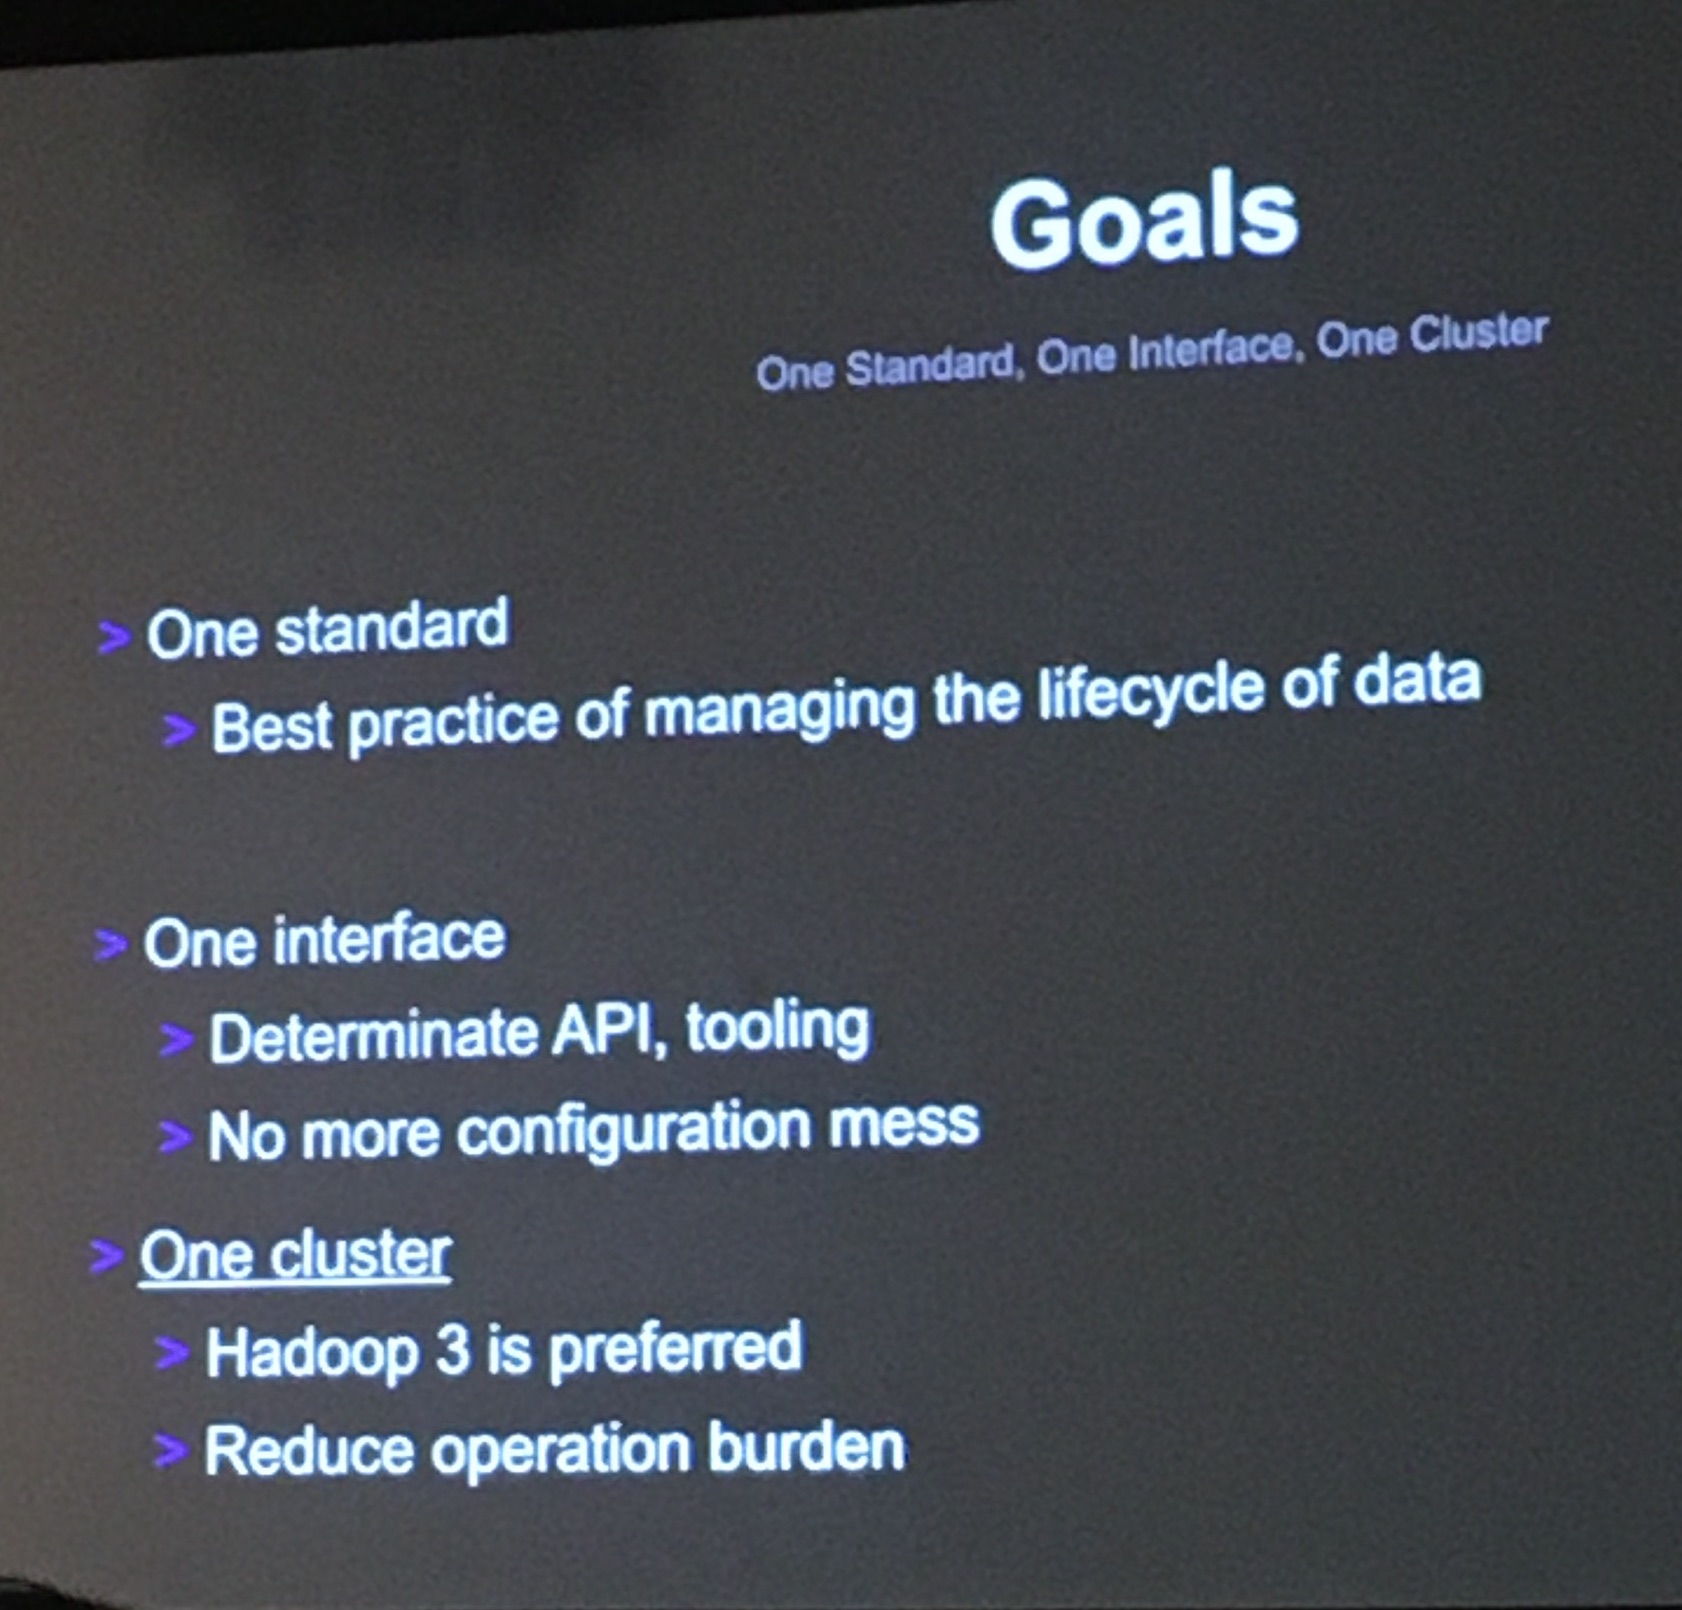 Goals
One Standard, One Interface, One Cluster
> One standard
> Best practice of managing the lifecycle of data
> One interface
> Determinate API, tooling
> No more configuration mess
> One cluster
> Hadoop 3 is preferred
> Reduce operation burden